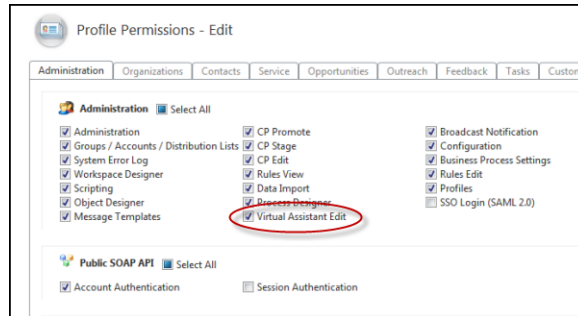 Profile Permissions - Edit
Administration Organizations Contacts Service Opportunities Outreach Feedback Tasks Custom
Administration Select All
Administration CP Promote Broadcast Notification
Groups / Accounts / Distribution Lists CP Stage Configuration
System Error Log CP Edit Business Process Settings
Workspace Designer Rules View Rules Edit
Scripting Data Import Profiles
Object Designer Process Designer SSO Login (SAML 2.0)
Message Templates Virtual Assistant Edit
Public SOAP API Select All
Account Authentication Session Authentication